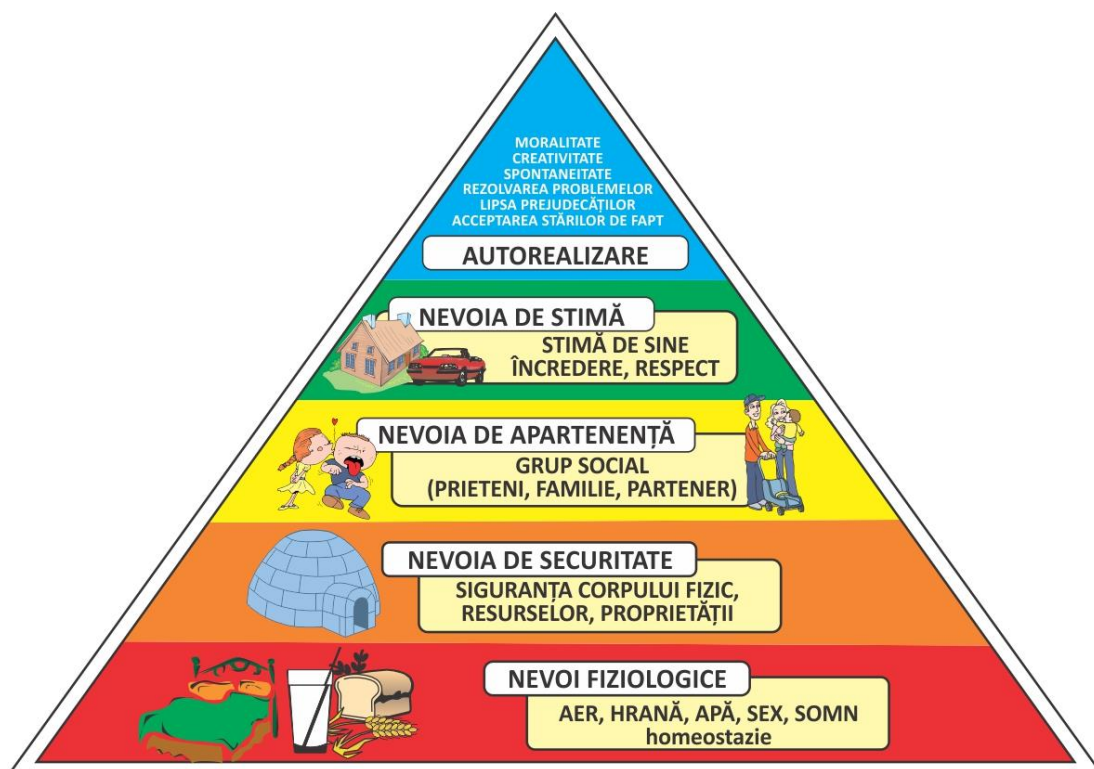 MORALITATE
CREATIVITATE
SPONTANEITATE
REZOLVAREA PROBLEMELOR
LIPSA PREJUDECĂȚILOR
ACCEPTAREA STĂRILOR DE FAPT
AUTOREALIZARE
NEVOIA DE STIMĂ
STIMĂ DE SINE
ÎNCREDERE, RESPECT
NEVOIA DE APARTENENȚĂ
GRUP SOCIAL
(PRIETENI, FAMILIE, PARTENER)
NEVOIA DE SECURITATE
SIGURANȚA CORPULUI FIZIC,
RESURSELOR, PROPRIETĂȚII
NEVOI FIZIOLOGICE
AER, HRANĂ, APĂ, SEX, SOMN
homeostazie